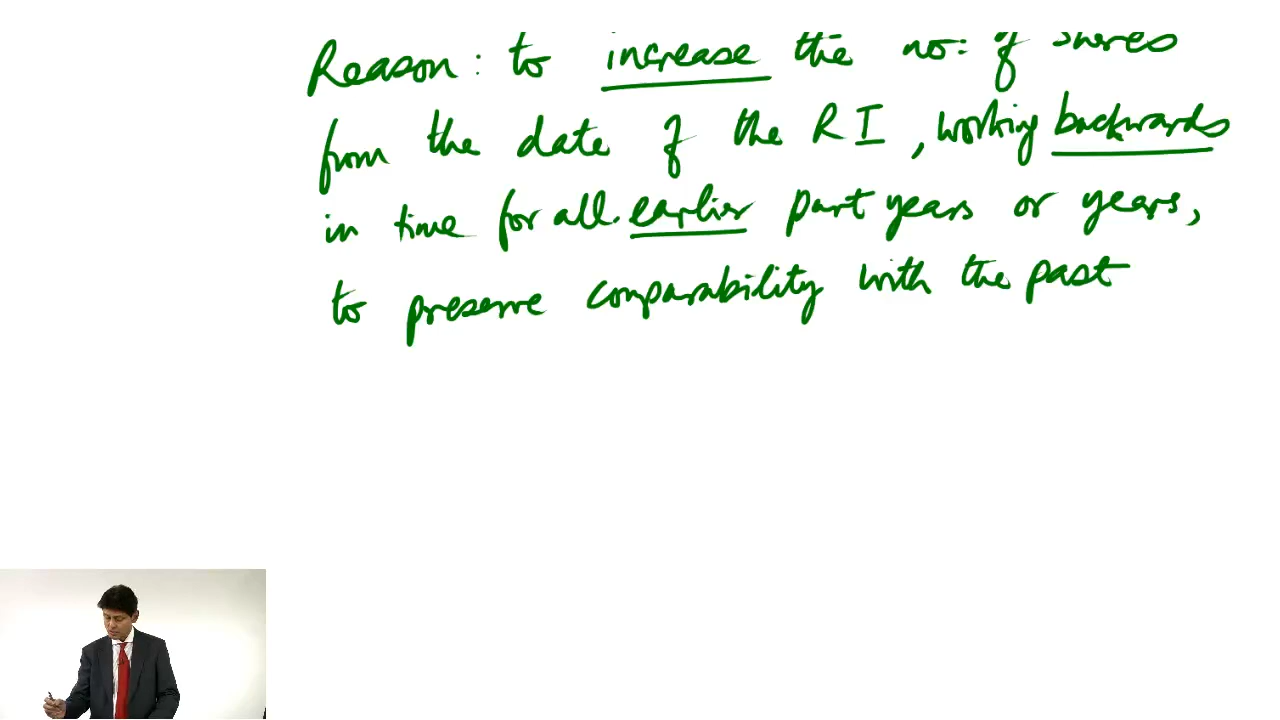 Reason: to increase the no: of shares
from the date of the RI, working backwards
in time for all earlier part years or years,
to preserve comparability with the past